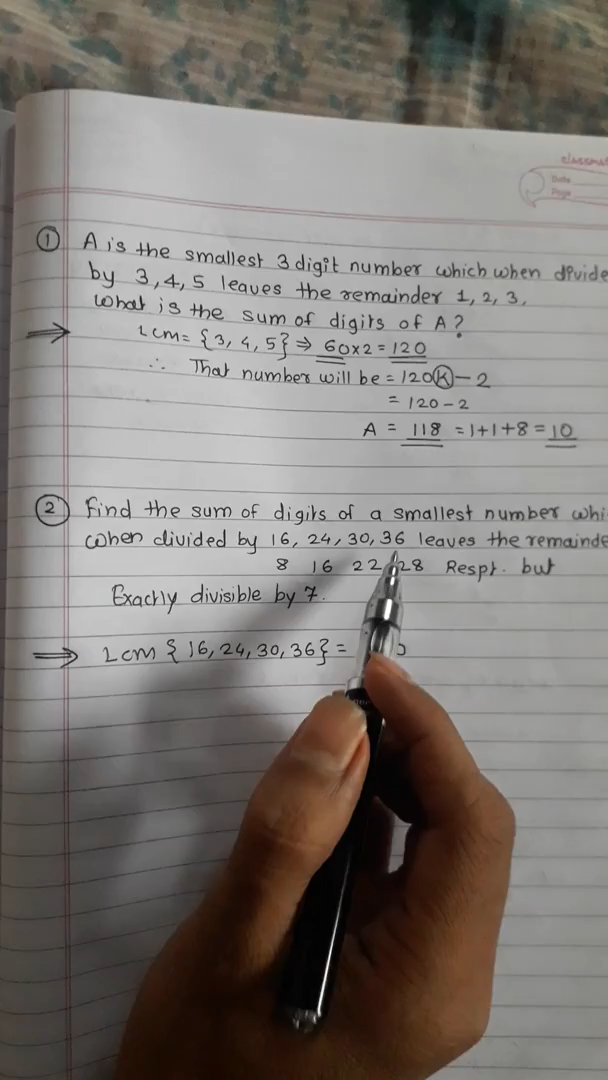 classmat
Date
Page
① A is the smallest 3 digit number which when divide
by 3, 4, 5 leaves the remainder 1, 2, 3.
What is the sum of digits of A?
⇒ Lcm = {3, 4, 5} ⇒ 60×2 = 120
∴ That number will be = 120k - 2
= 120 - 2
A = 118 = 1+1+8 = 10
② Find the sum of digits of a smallest number whi
when divided by 16, 24, 30, 36 leaves the remainde
8 16 22 28 Respt. but
Exactly divisible by 7.
⇒ Lcm {16, 24, 30, 36} =